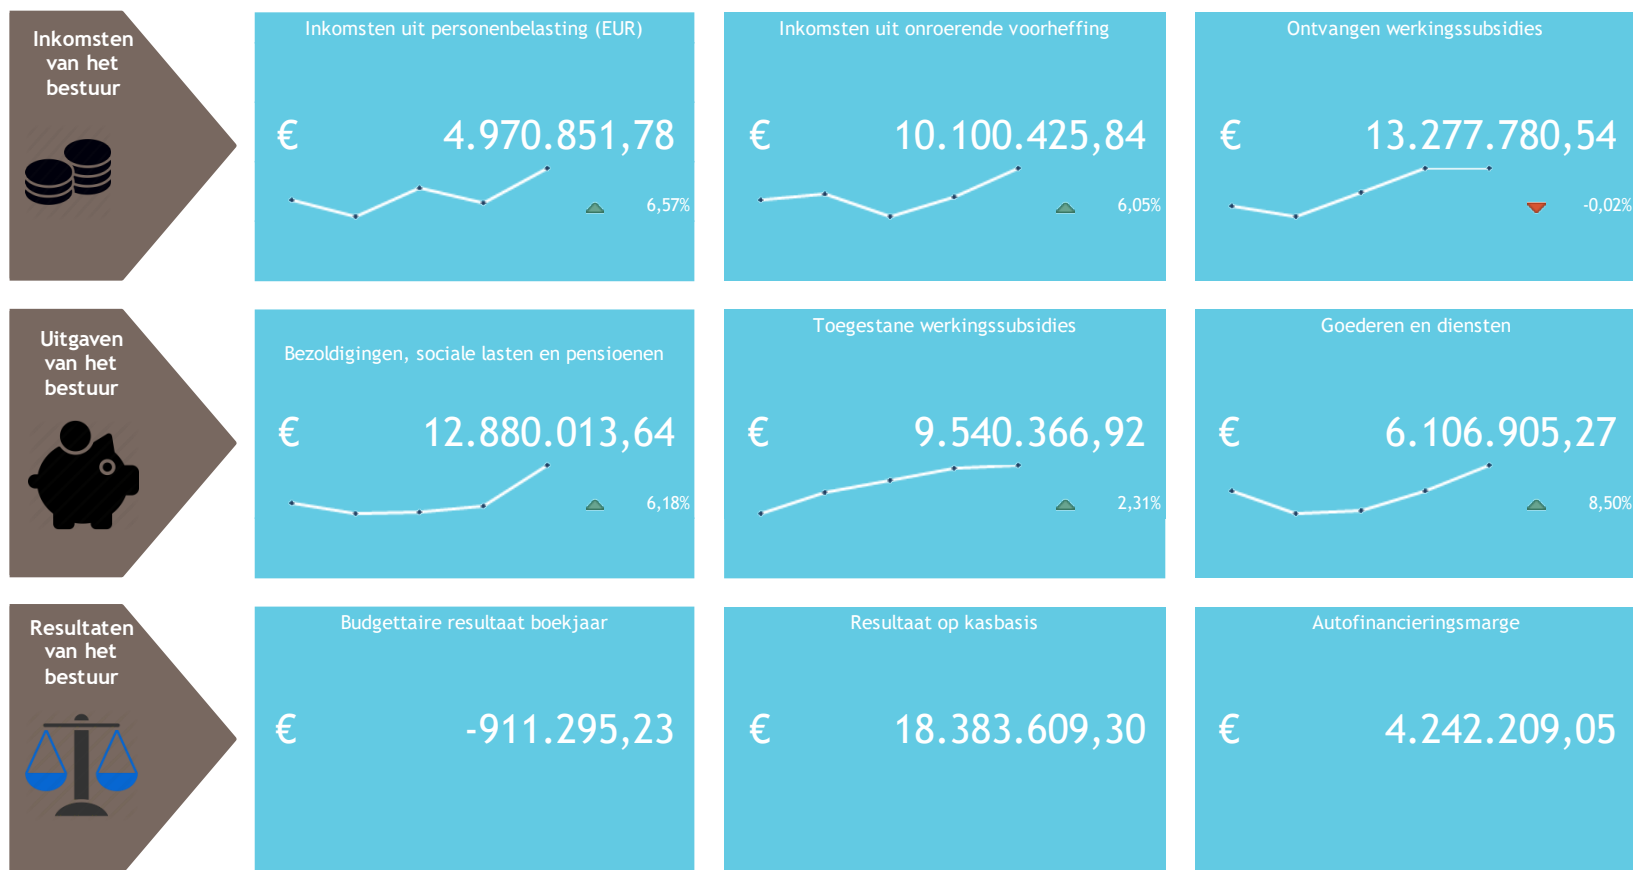 Inkomsten
van het
bestuur
Inkomsten uit personenbelasting (EUR)
€ 4.970.851,78
6,57%
Inkomsten uit onroerende voorheffing
€ 10.100.425,84
6,05%
Ontvangen werkingssubsidies
€ 13.277.780,54
-0,02%
Uitgaven
van het
bestuur
Bezoldigingen, sociale lasten en pensioenen
€ 12.880.013,64
6,18%
Toegestane werkingssubsidies
€ 9.540.366,92
2,31%
Goederen en diensten
€ 6.106.905,27
8,50%
Resultaten
van het
bestuur
Budgettaire resultaat boekjaar
€ -911.295,23
Resultaat op kasbasis
€ 18.383.609,30
Autofinancieringsmarge
€ 4.242.209,05